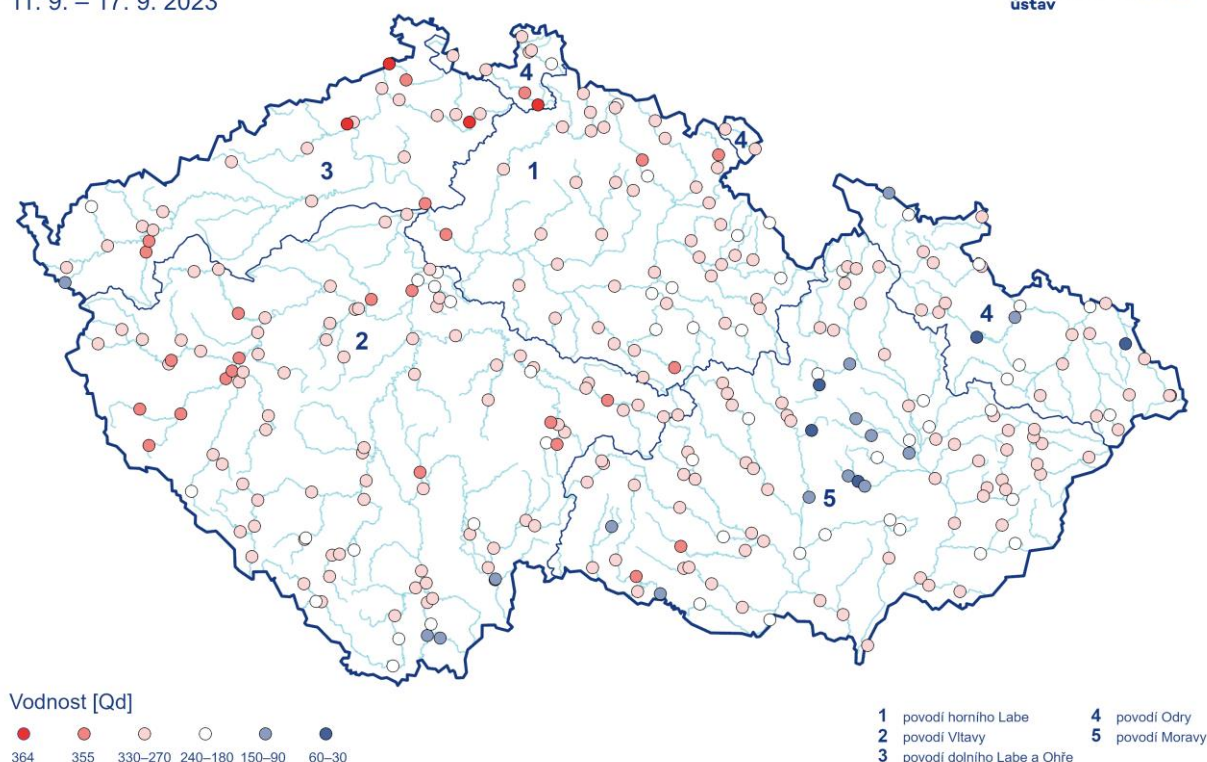 11. 9. – 17. 9. 2023
ústav
4
4
3
1
4
2
5
Vodnost [Qd]
364 355 330–270 240–180 150–90 60–30
1 povodí horního Labe
2 povodí Vltavy
3 povodí dolního Labe a Ohře
4 povodí Odry
5 povodí Moravy